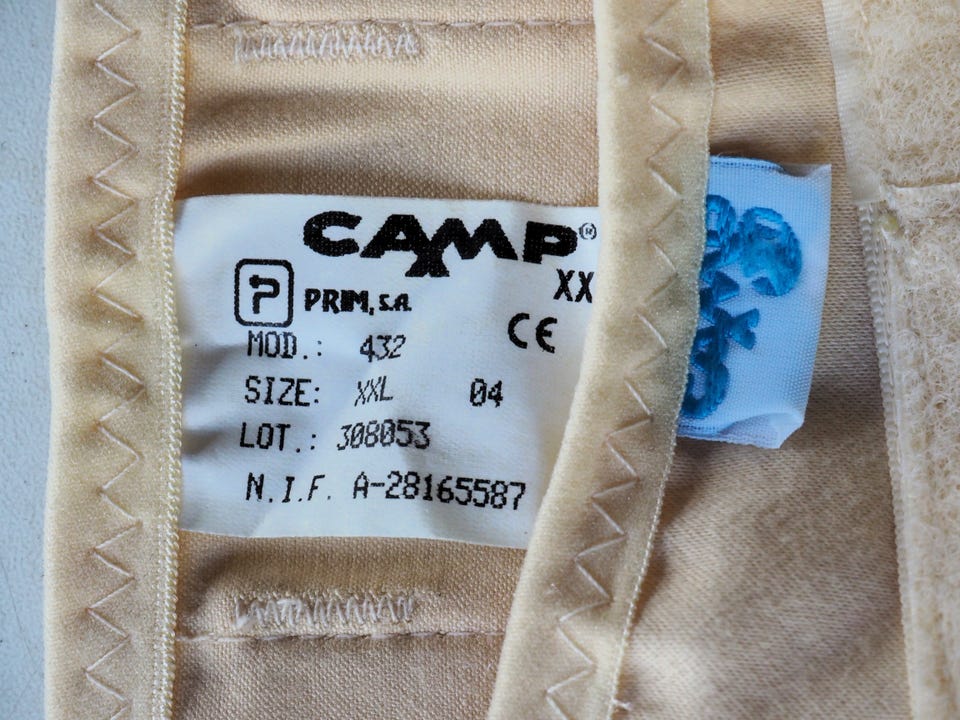 CAMP®
XX
PRIM, S.A.
CE
MOD.: 432
SIZE: XXL 04
LOT.: 308053
N.I.F. A-28165587